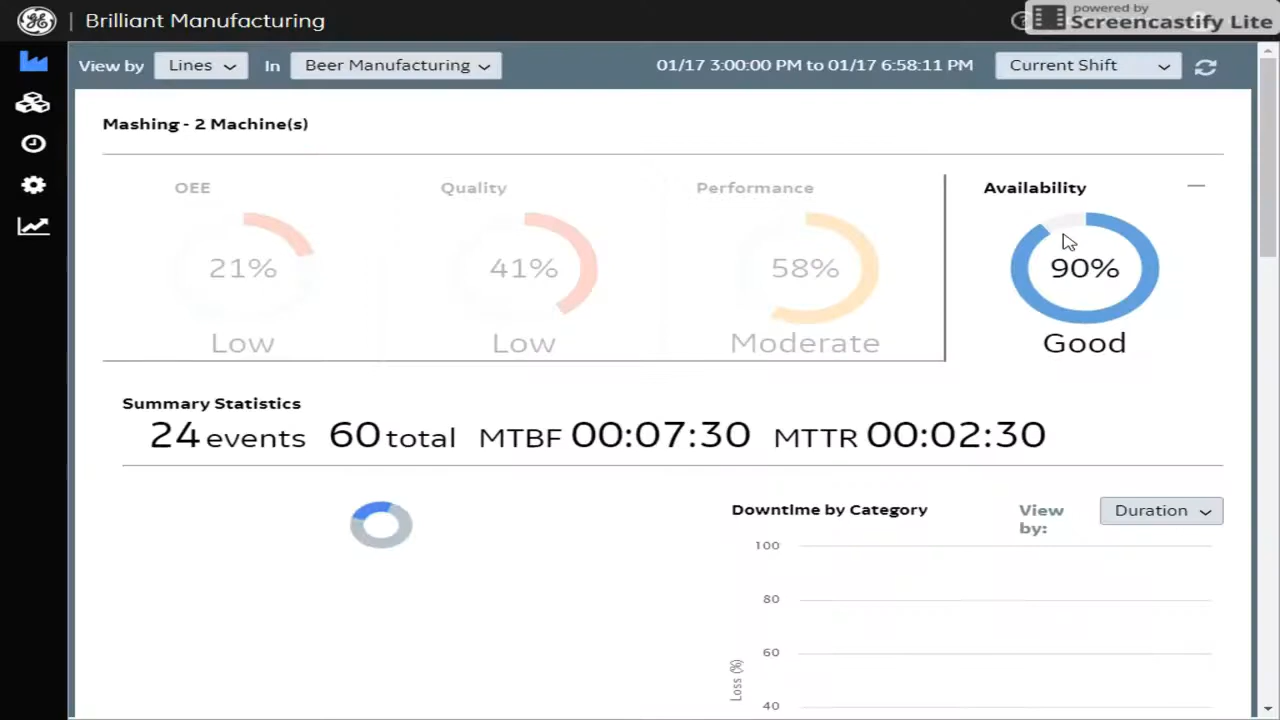 Brilliant Manufacturing
powered by
Screencastify Lite
View by Lines In Beer Manufacturing 01/17 3:00:00 PM to 01/17 6:58:11 PM Current Shift
Mashing - 2 Machine(s)
OEE Quality Performance Availability
21% 41% 58% 90%
Low Low Moderate Good
Summary Statistics
24 events 60 total MTBF 00:07:30 MTTR 00:02:30
Downtime by Category View by: Duration
100
80
60
Loss (%)
40